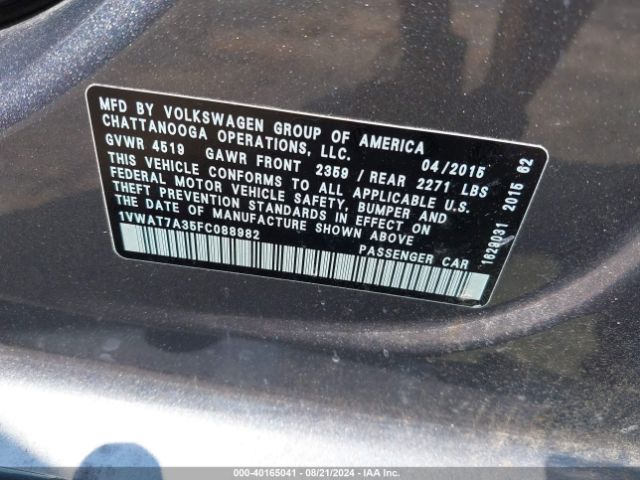 MFD BY VOLKSWAGEN GROUP OF AMERICA
CHATTANOOGA OPERATIONS, LLC.
04/2015
GVWR 4519 GAWR FRONT 2359 / REAR 2271 LBS
THIS VEHICLE CONFORMS TO ALL APPLICABLE U.S.
FEDERAL MOTOR VEHICLE SAFETY, BUMPER AND
THEFT PREVENTION STANDARDS IN EFFECT ON
THE DATE OF MANUFACTURE SHOWN ABOVE
1VWAT7A35FC088982
PASSENGER CAR
1629031 2015 62
000-40165041 | 08/21/2024 | IAA Inc.